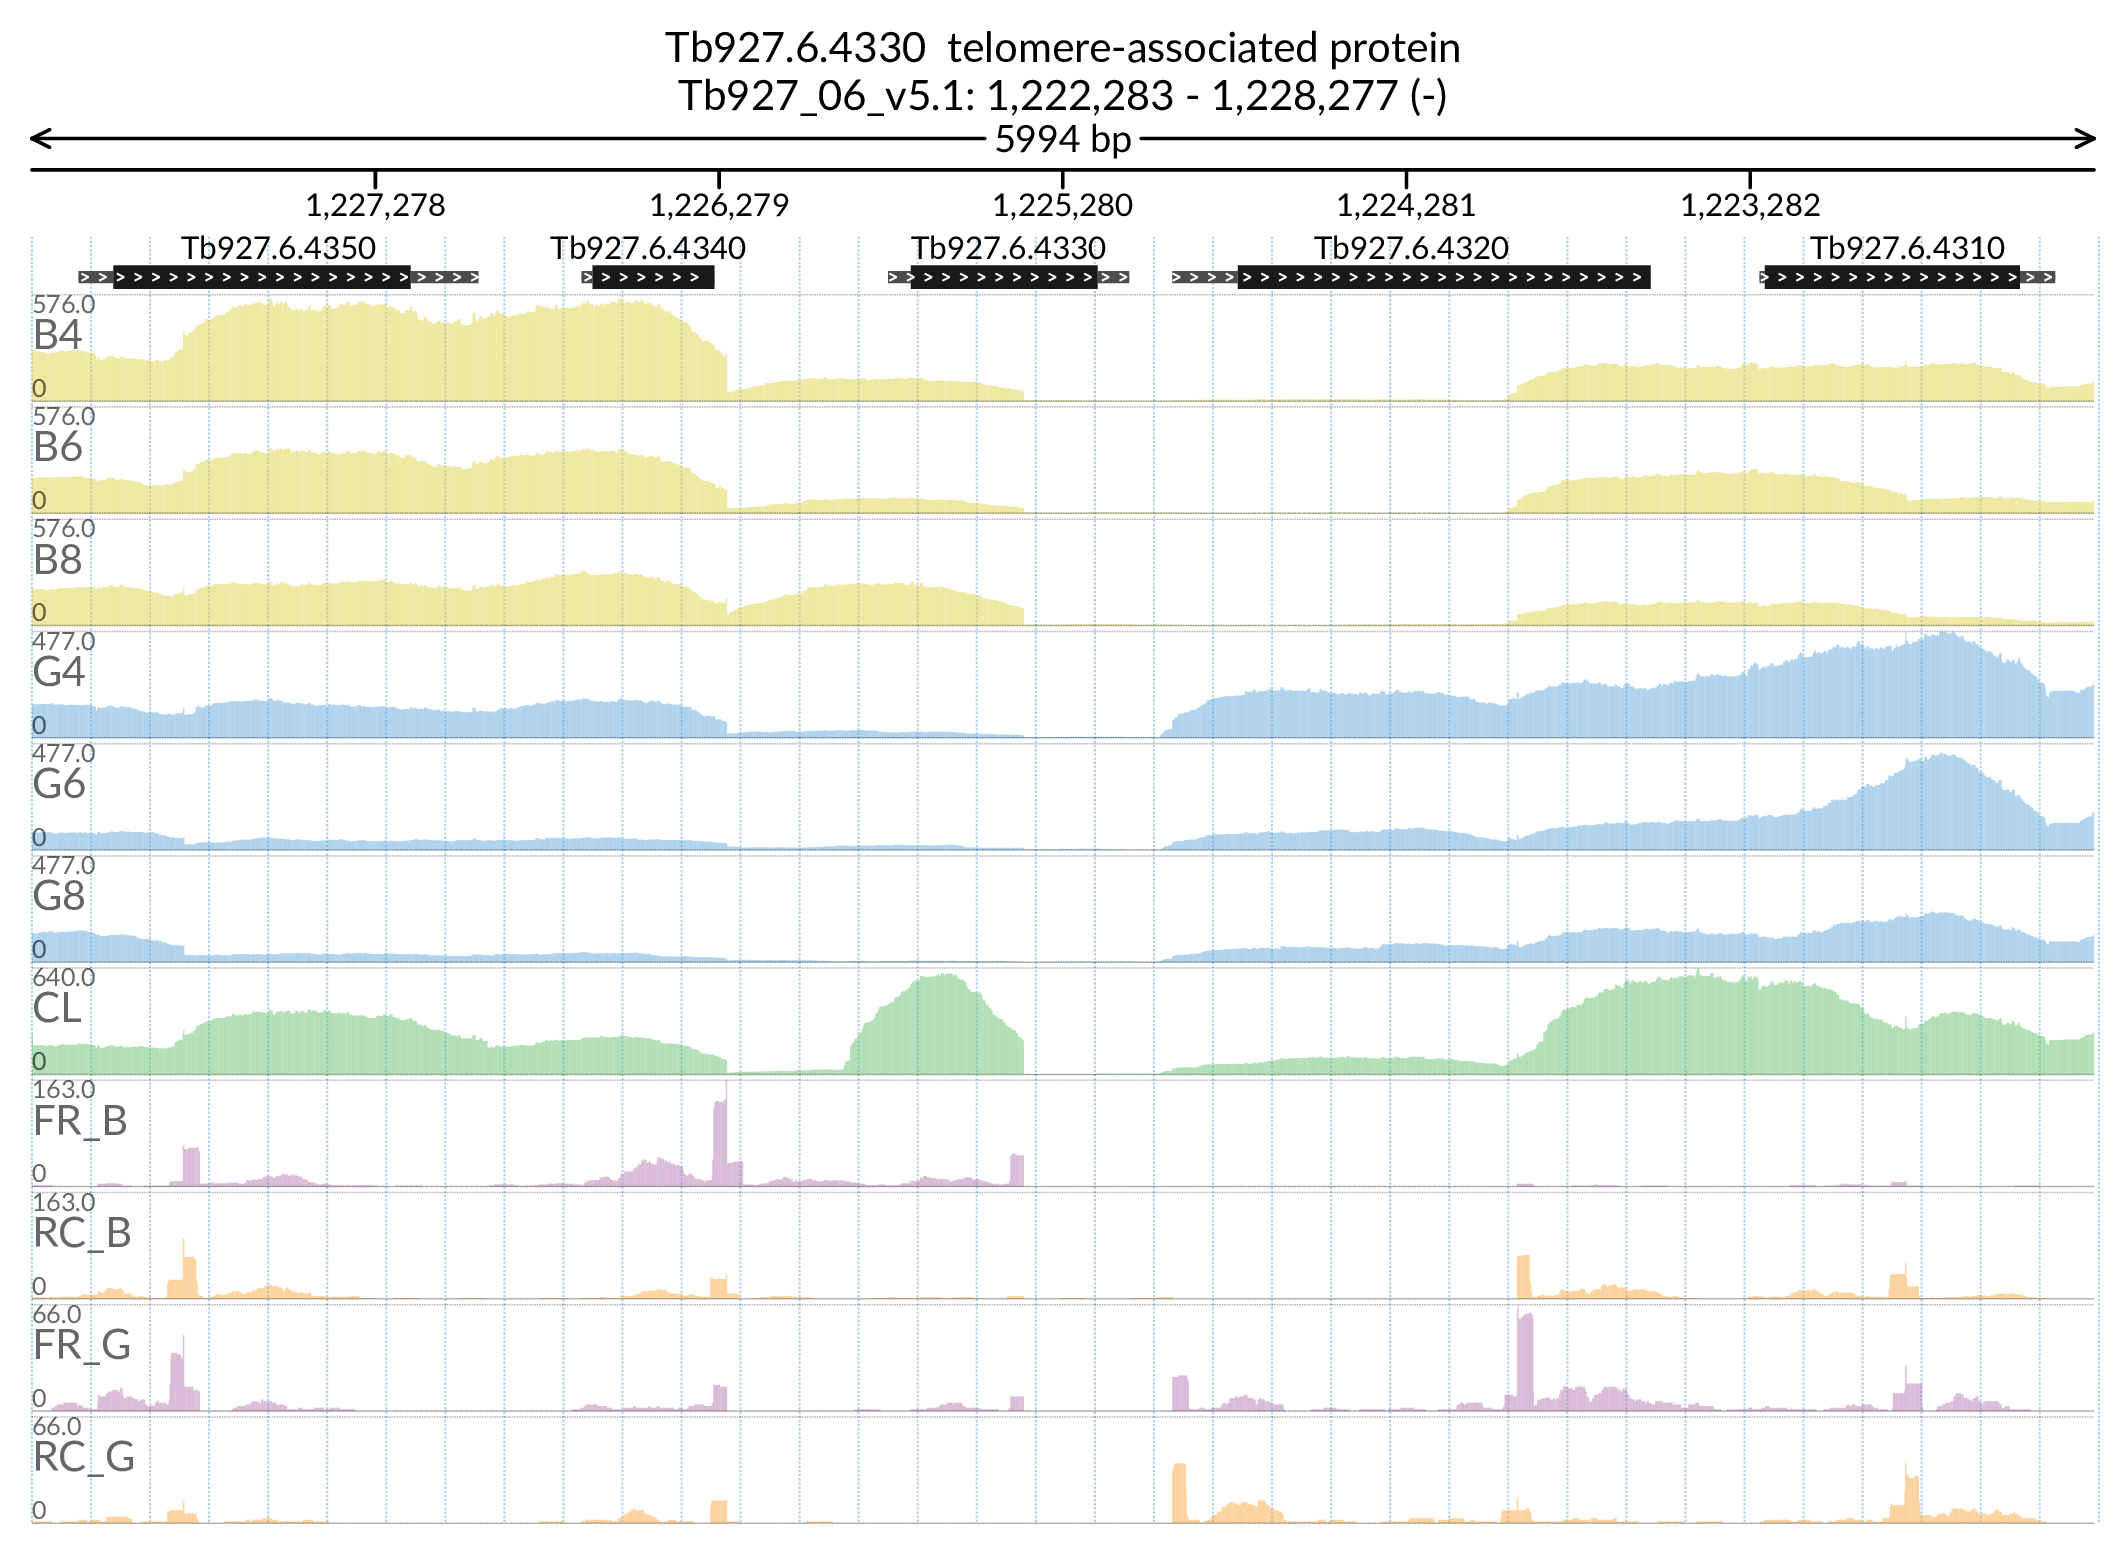 Tb927.6.4330 telomere-associated protein
Tb927_06_v5.1: 1,222,283 - 1,228,277 (-)
5994 bp
1,227,278 1,226,279 1,225,280 1,224,281 1,223,282
Tb927.6.4350 Tb927.6.4340 Tb927.6.4330 Tb927.6.4320 Tb927.6.4310
576.0
B4
0
576.0
B6
0
576.0
B8
0
477.0
G4
0
477.0
G6
0
477.0
G8
0
640.0
CL
0
163.0
FR_B
0
163.0
RC_B
0
66.0
FR_G
0
66.0
RC_G
0